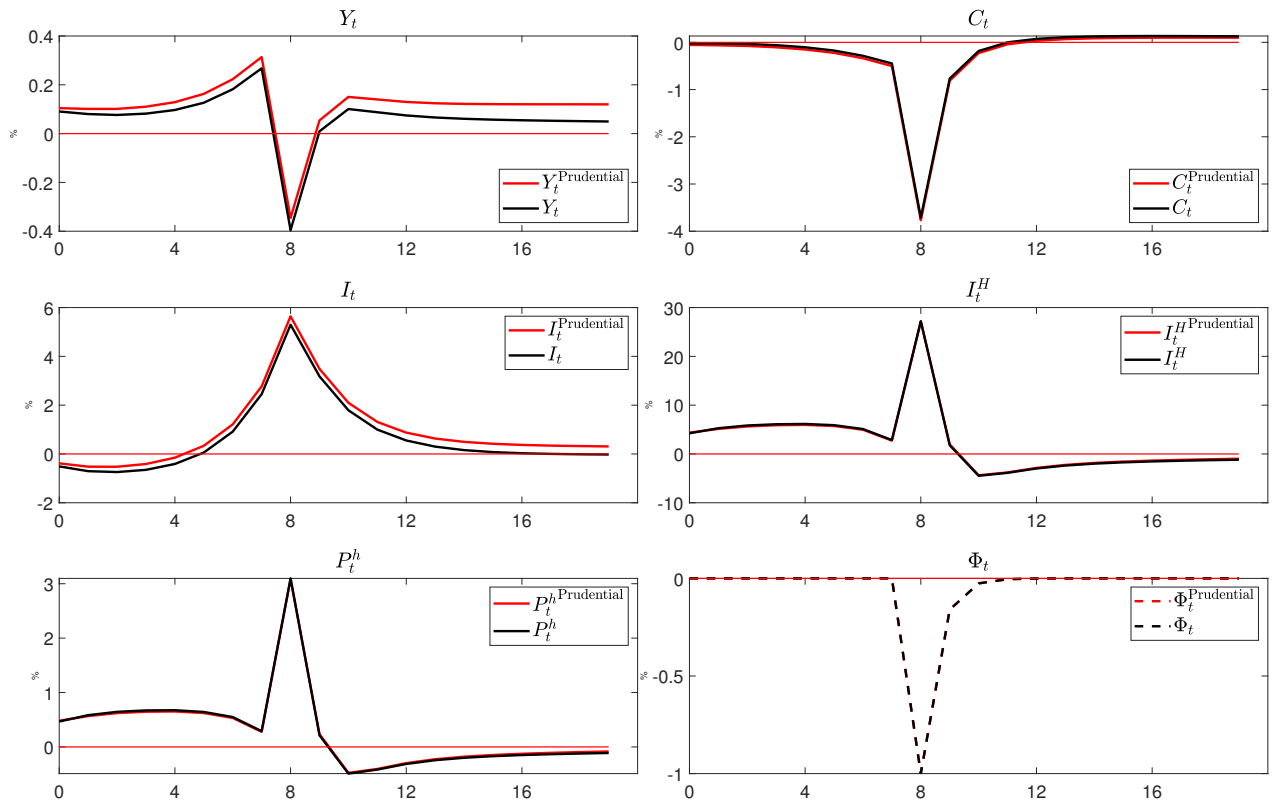 Y_t
0.4
0.2
0
-0.2
-0.4
%
0 4 8 12 16
Y_t^Prudential
Y_t
C_t
0
-1
-2
-3
-4
%
0 4 8 12 16
C_t^Prudential
C_t
I_t
6
4
2
0
-2
%
0 4 8 12 16
I_t^Prudential
I_t
I_t^H
30
20
10
0
-10
%
0 4 8 12 16
I_t^H Prudential
I_t^H
P_t^h
3
2
1
0
%
0 4 8 12 16
P_t^h Prudential
P_t^h
Φ_t
0
-0.5
-1
%
0 4 8 12 16
Φ_t^Prudential
Φ_t